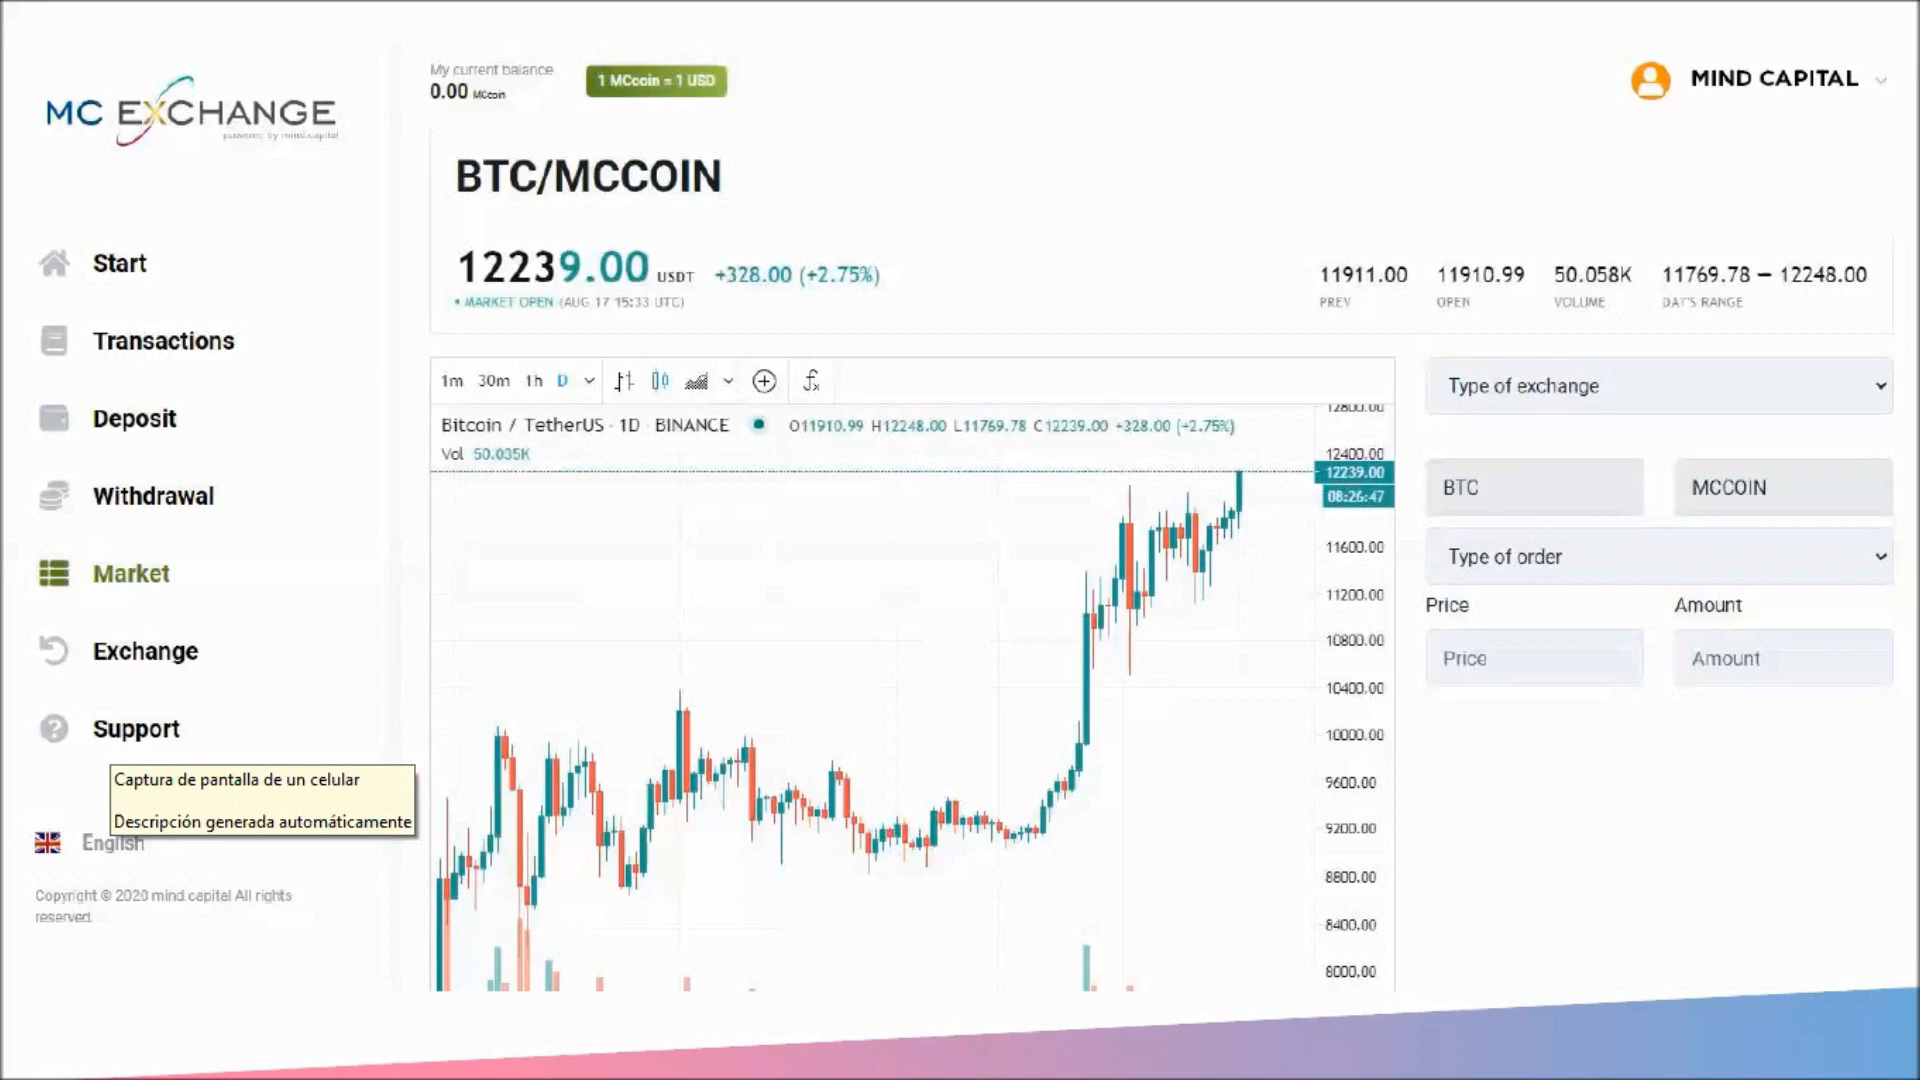 MC EXCHANGE
powered by mind.capital
My current balance
0.00 MCcoin
1 MCcoin = 1 USD
MIND CAPITAL
BTC/MCCOIN
12239.00 USDT +328.00 (+2.75%)
• MARKET OPEN (AUG 17 15:33 UTC)
11911.00 11910.99 50.058K 11769.78 – 12248.00
PREV OPEN VOLUME DAY'S RANGE
Start
Transactions
Deposit
Withdrawal
Market
Exchange
Support
Captura de pantalla de un celular
Descripción generada automáticamente
English
Copyright © 2020 mind.capital All rights
reserved.
1m 30m 1h D
Bitcoin / TetherUS · 1D · BINANCE O11910.99 H12248.00 L11769.78 C12239.00 +328.00 (+2.75%)
Vol 50.035K
12800.00
12400.00
12239.00
08:26:47
11600.00
11200.00
10800.00
10400.00
10000.00
9600.00
9200.00
8800.00
8400.00
8000.00
Type of exchange
BTC MCCOIN
Type of order
Price Amount
Price Amount